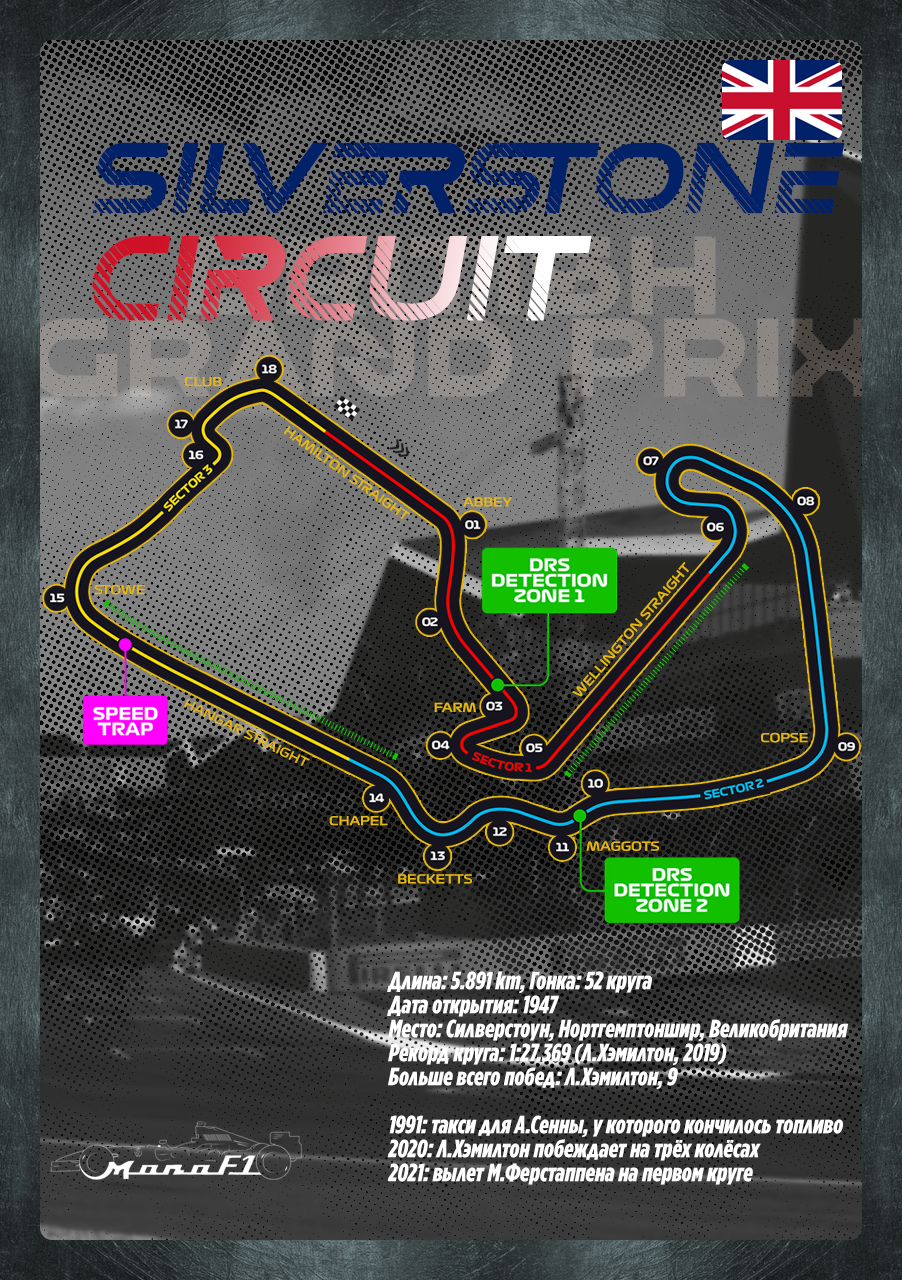 SILVERSTONE
CIRCUIT
GRAND PRIX
18
CLUB
17
16
SECTOR 3
HAMILTON STRAIGHT
ABBEY
01
07
08
06
DRS
DETECTION
ZONE 1
15
STOWE
02
WELLINGTON STRAIGHT
SPEED
TRAP
HANGAR STRAIGHT
FARM
03
04
05
SECTOR 1
COPSE
09
10
SECTOR 2
14
CHAPEL
12
11
MAGGOTS
13
BECKETTS
DRS
DETECTION
ZONE 2
Длина: 5.891 km, Гонка: 52 круга
Дата открытия: 1947
Место: Силверстоун, Нортгемптоншир, Великобритания
Рекорд круга: 1:27,369 (Л.Хэмилтон, 2019)
Больше всего побед: Л.Хэмилтон, 9
1991: такси для А.Сенны, у которого кончилось топливо
2020: Л.Хэмилтон побеждает на трёх колёсах
2021: вылет М.Ферстаппена на первом круге
ManaF1